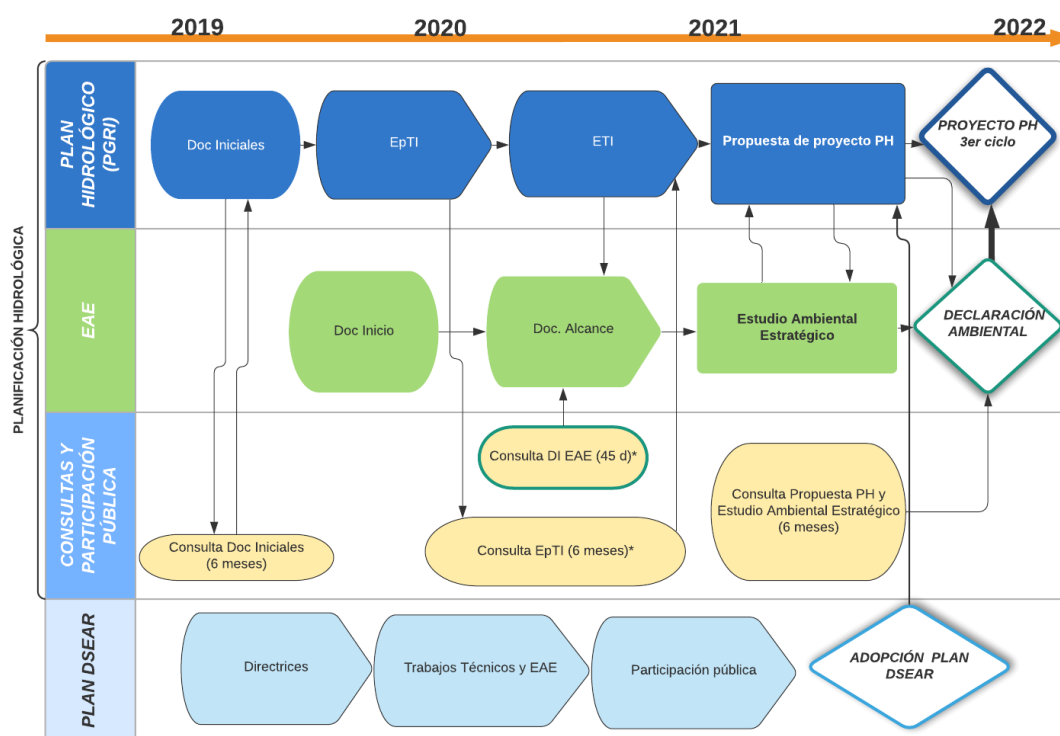 2019
2020
2021
2022
PLANIFICACIÓN HIDROLÓGICA
PLAN
HIDROLÓGICO
(PGRI)
Doc Iniciales
EpTI
ETI
Propuesta de proyecto PH
PROYECTO PH
3er ciclo
EAE
Doc Inicio
Doc. Alcance
Estudio Ambiental
Estratégico
DECLARACIÓN
AMBIENTAL
CONSULTAS Y
PARTICIPACIÓN
PÚBLICA
Consulta DI EAE (45 d)*
Consulta Doc Iniciales
(6 meses)
Consulta EpTI (6 meses)*
Consulta Propuesta PH y
Estudio Ambiental Estratégico
(6 meses)
PLAN DSEAR
Directrices
Trabajos Técnicos y EAE
Participación pública
ADOPCIÓN PLAN
DSEAR